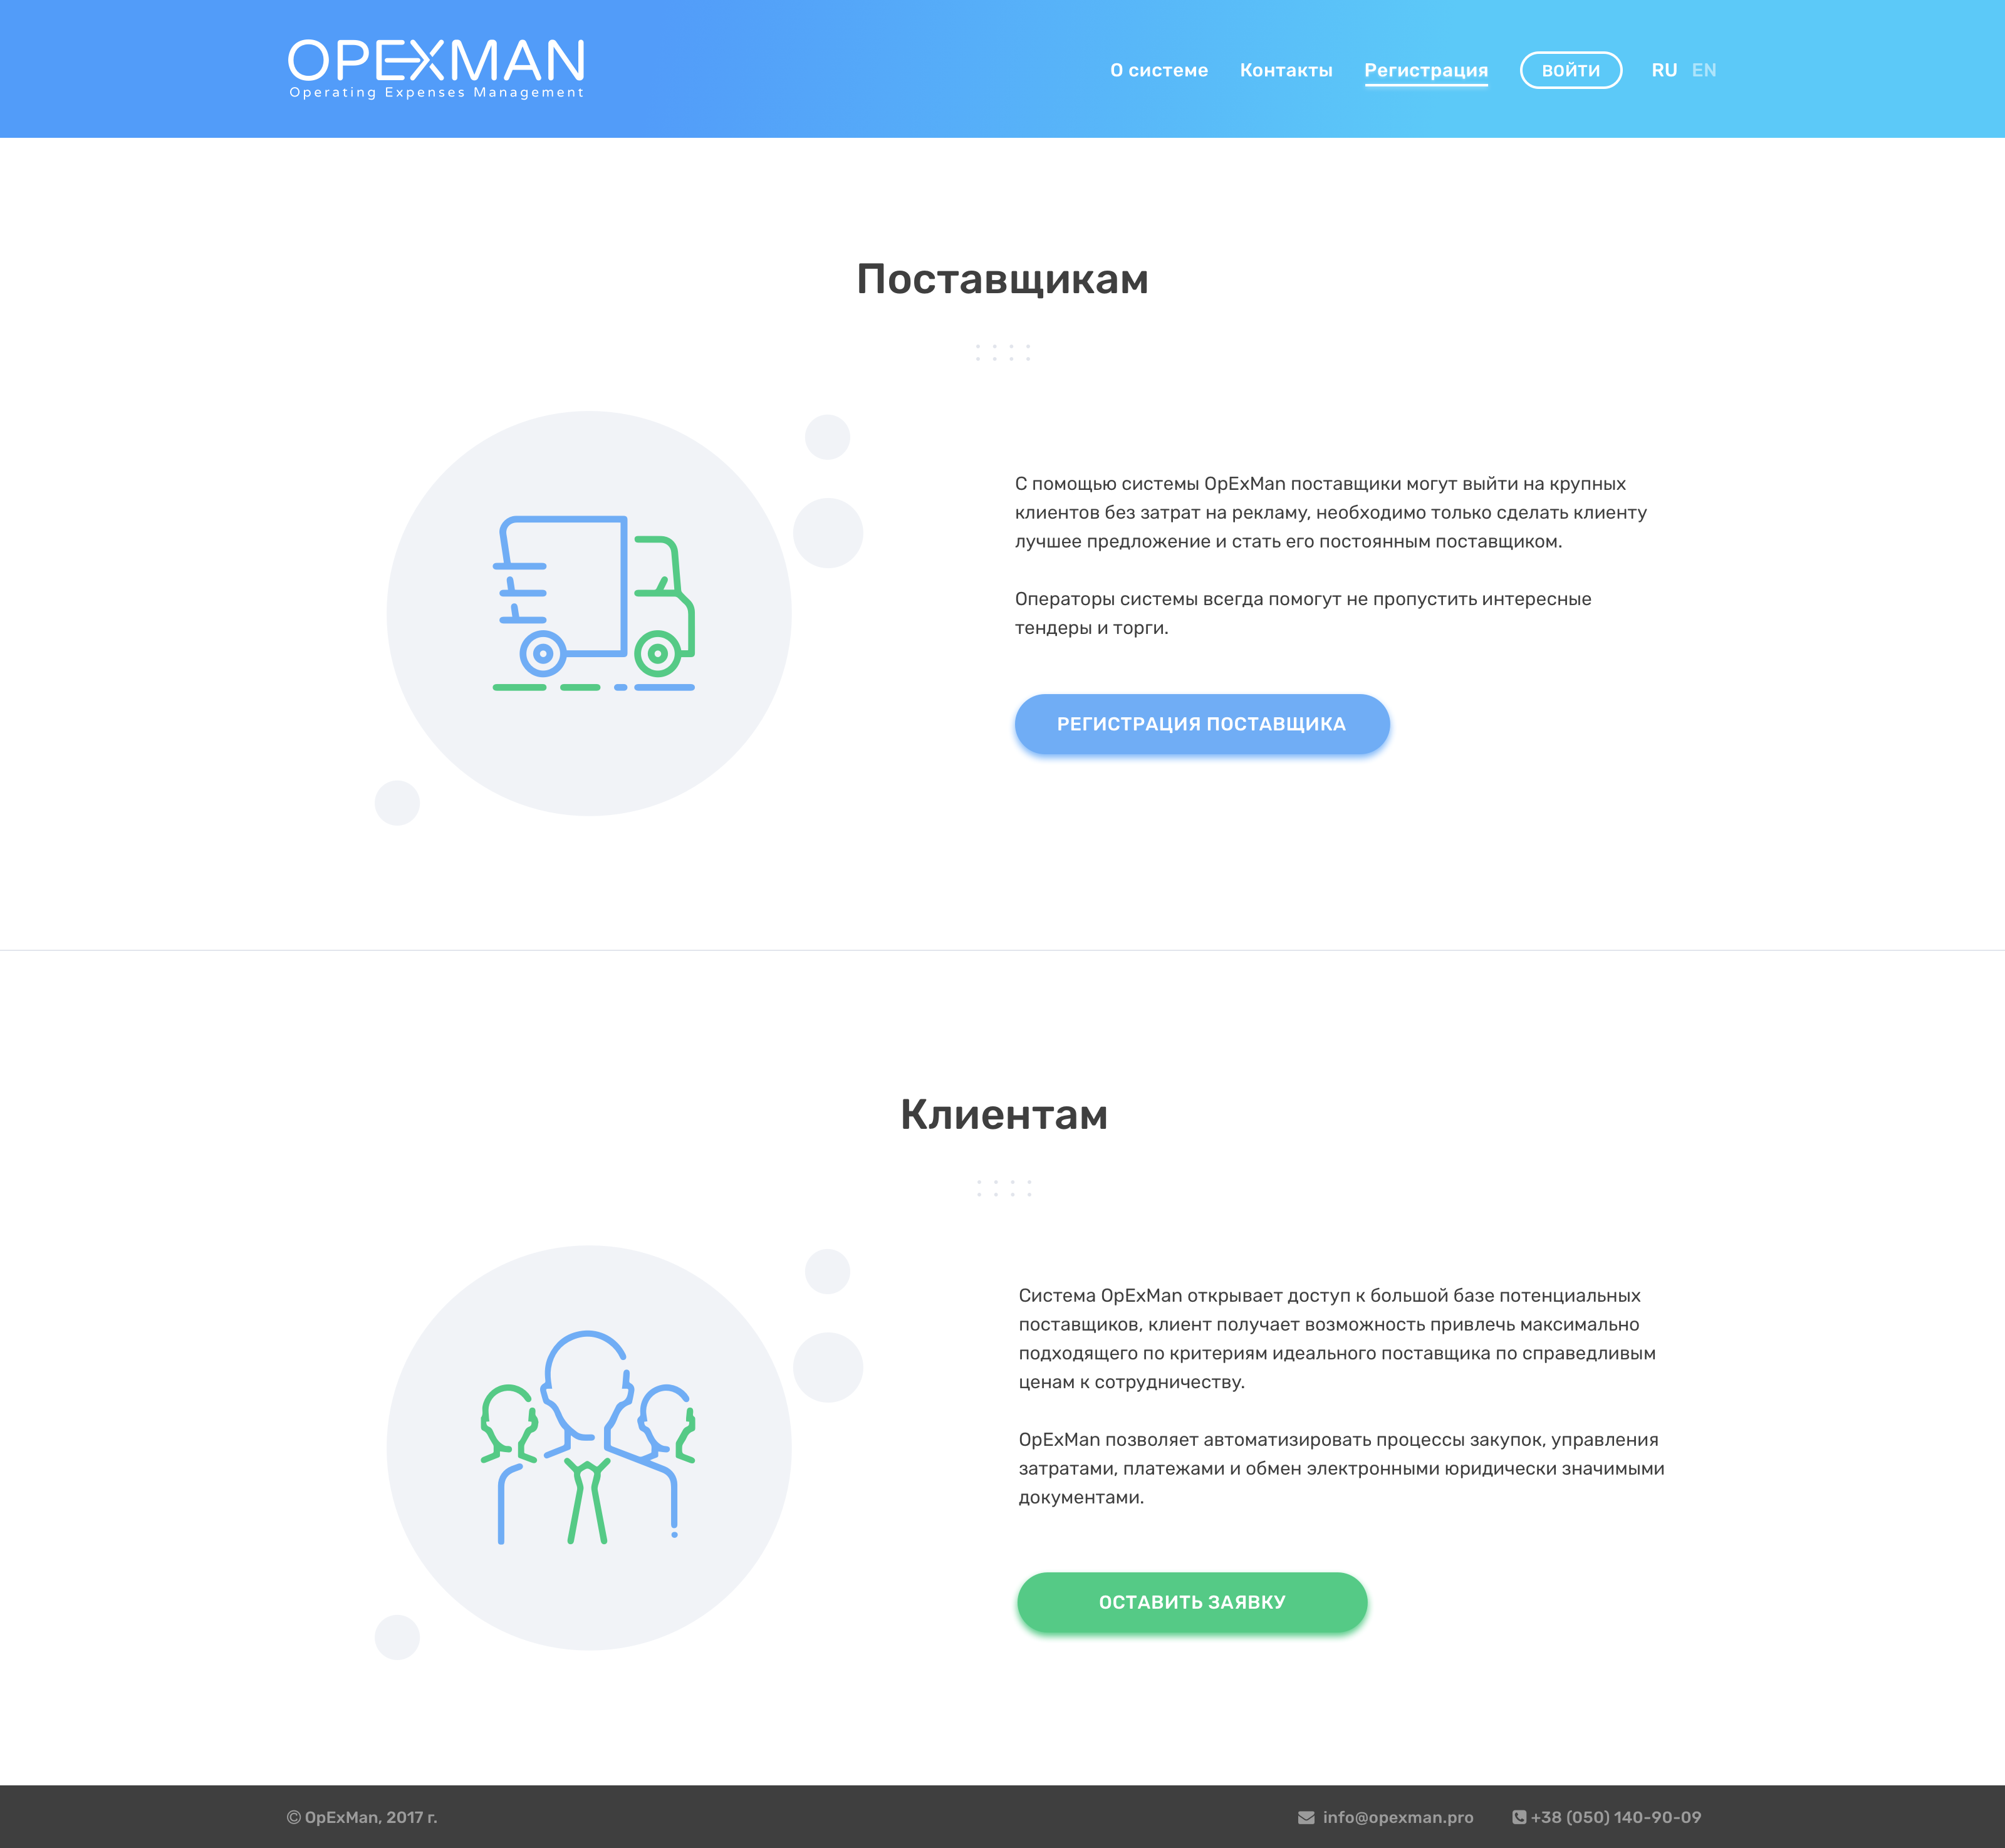 OPEXMAN
Operating Expenses Management
О системе Контакты Регистрация ВОЙТИ RU EN
Поставщикам
С помощью системы OpExMan поставщики могут выйти на крупных
клиентов без затрат на рекламу, необходимо только сделать клиенту
лучшее предложение и стать его постоянным поставщиком.
Операторы системы всегда помогут не пропустить интересные
тендеры и торги.
РЕГИСТРАЦИЯ ПОСТАВЩИКА
Клиентам
Система OpExMan открывает доступ к большой базе потенциальных
поставщиков, клиент получает возможность привлечь максимально
подходящего по критериям идеального поставщика по справедливым
ценам к сотрудничеству.
OpExMan позволяет автоматизировать процессы закупок, управления
затратами, платежами и обмен электронными юридически значимыми
документами.
ОСТАВИТЬ ЗАЯВКУ
© OpExMan, 2017 г. info@opexman.pro +38 (050) 140-90-09